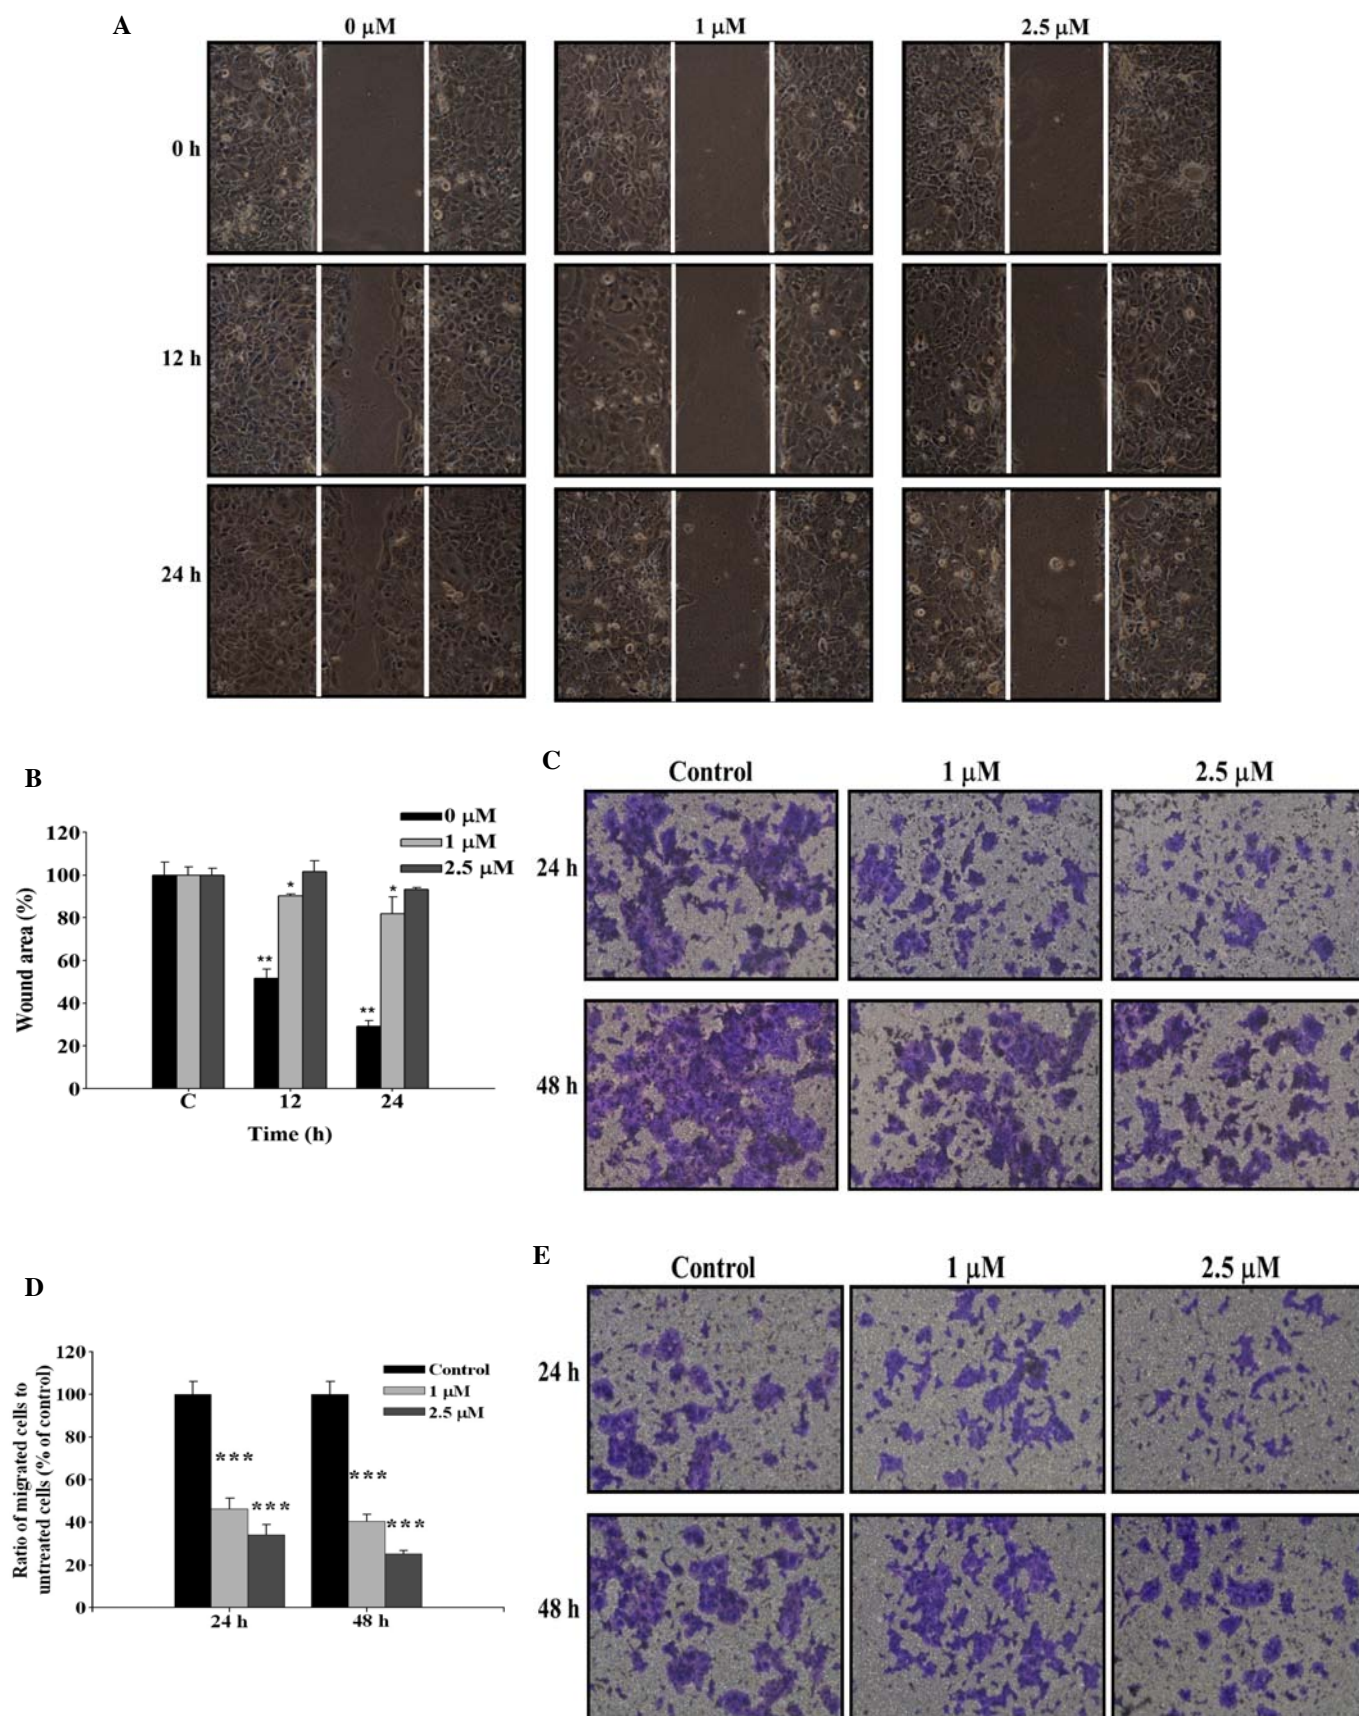 A
0 μM 1 μM 2.5 μM
0 h
12 h
24 h
B
0 μM
1 μM
2.5 μM
120
100
80
60
40
20
0
Wound area (%)
** * ** *
C 12 24
Time (h)
C
Control 1 μM 2.5 μM
24 h
48 h
D
Control
1 μM
2.5 μM
120
100
80
60
40
20
0
Ratio of migrated cells to
untreated cells (% of control)
*** *** *** ***
24 h 48 h
E
Control 1 μM 2.5 μM
24 h
48 h